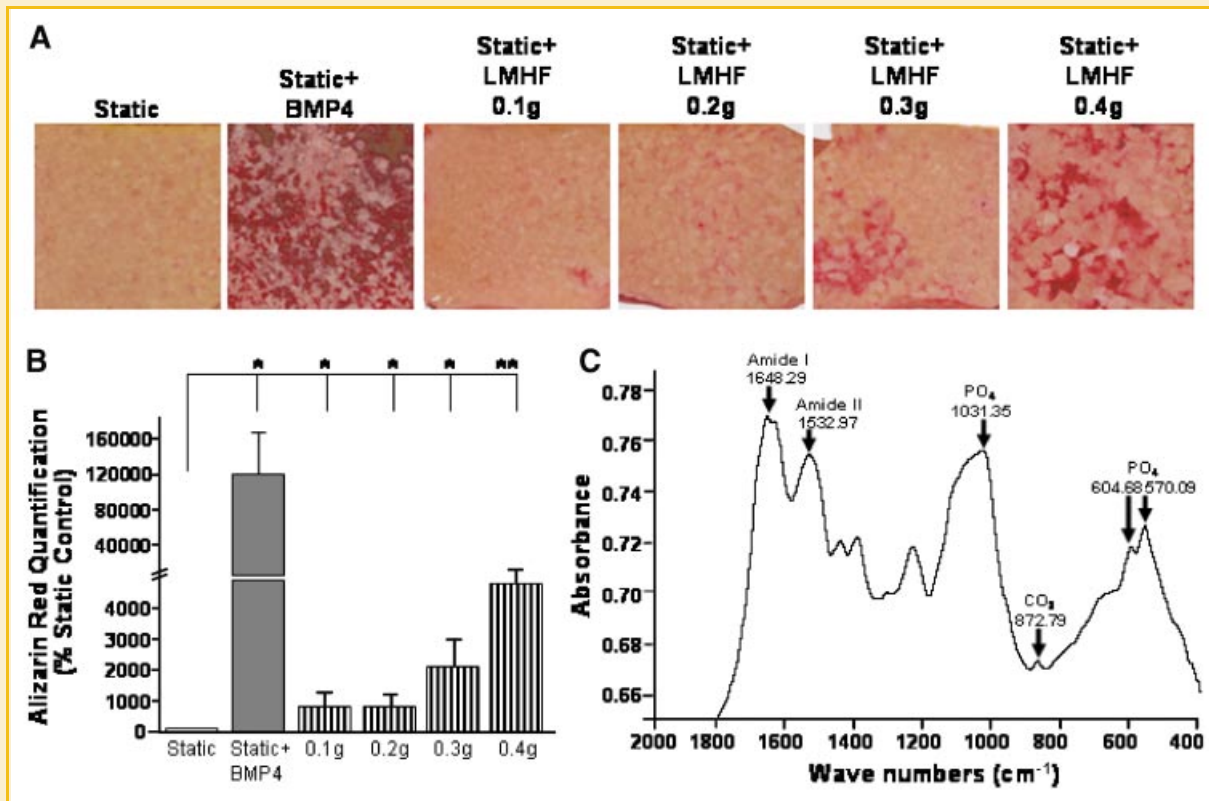 A
Static
Static+
BMP4
Static+
LMHF
0.1g
Static+
LMHF
0.2g
Static+
LMHF
0.3g
Static+
LMHF
0.4g
B
* * * * **
Alizarin Red Quantification
(% Static Control)
160000
120000
80000
40000
4000
3000
2000
1000
0
Static
Static+
BMP4
0.1g
0.2g
0.3g
0.4g
C
Amide I
1648.29
Amide II
1532.97
PO₄
1031.35
PO₄
604.68 570.09
CO₃
872.79
Absorbance
0.78
0.76
0.74
0.72
0.70
0.68
0.66
2000 1800 1600 1400 1200 1000 800 600 400
Wave numbers (cm⁻¹)